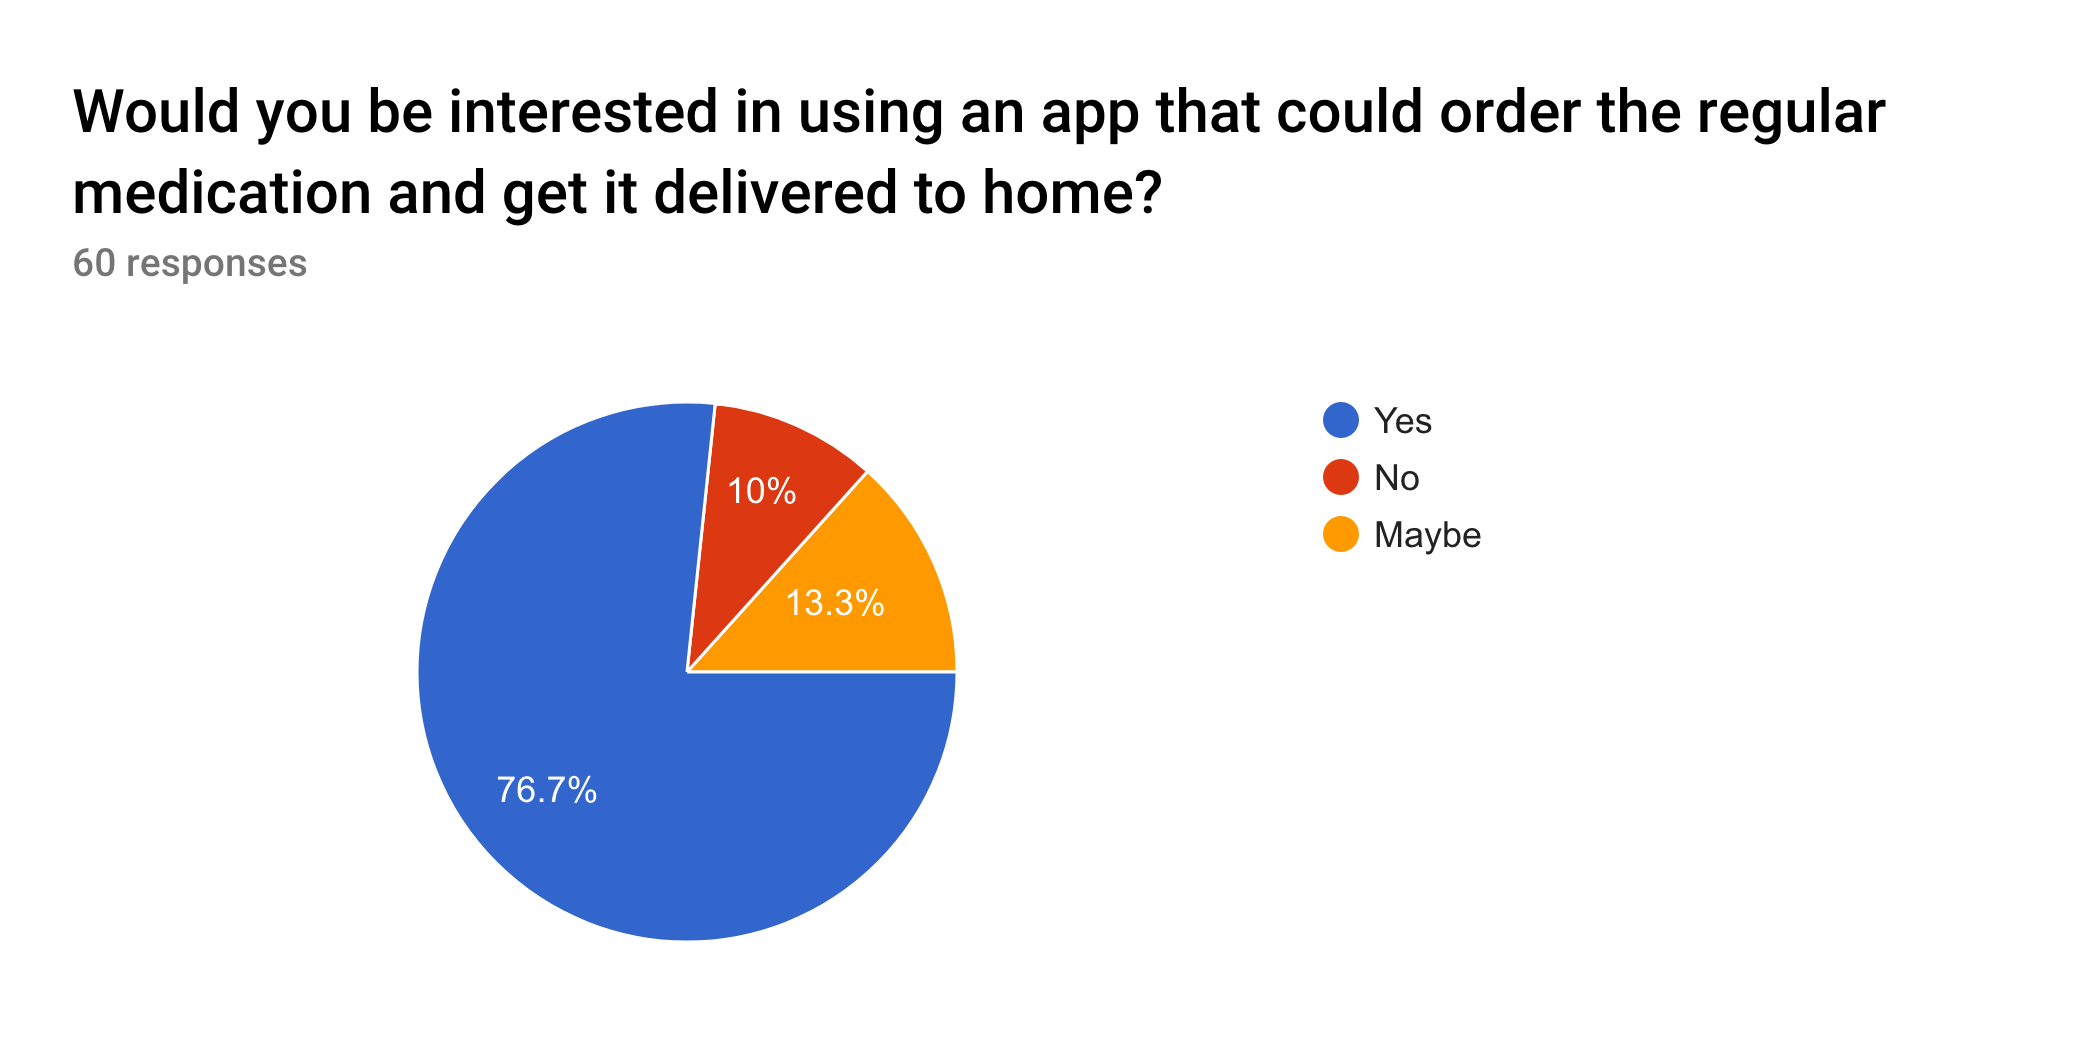 Would you be interested in using an app that could order the regular
medication and get it delivered to home?
60 responses
Yes
No
Maybe
10%
13.3%
76.7%